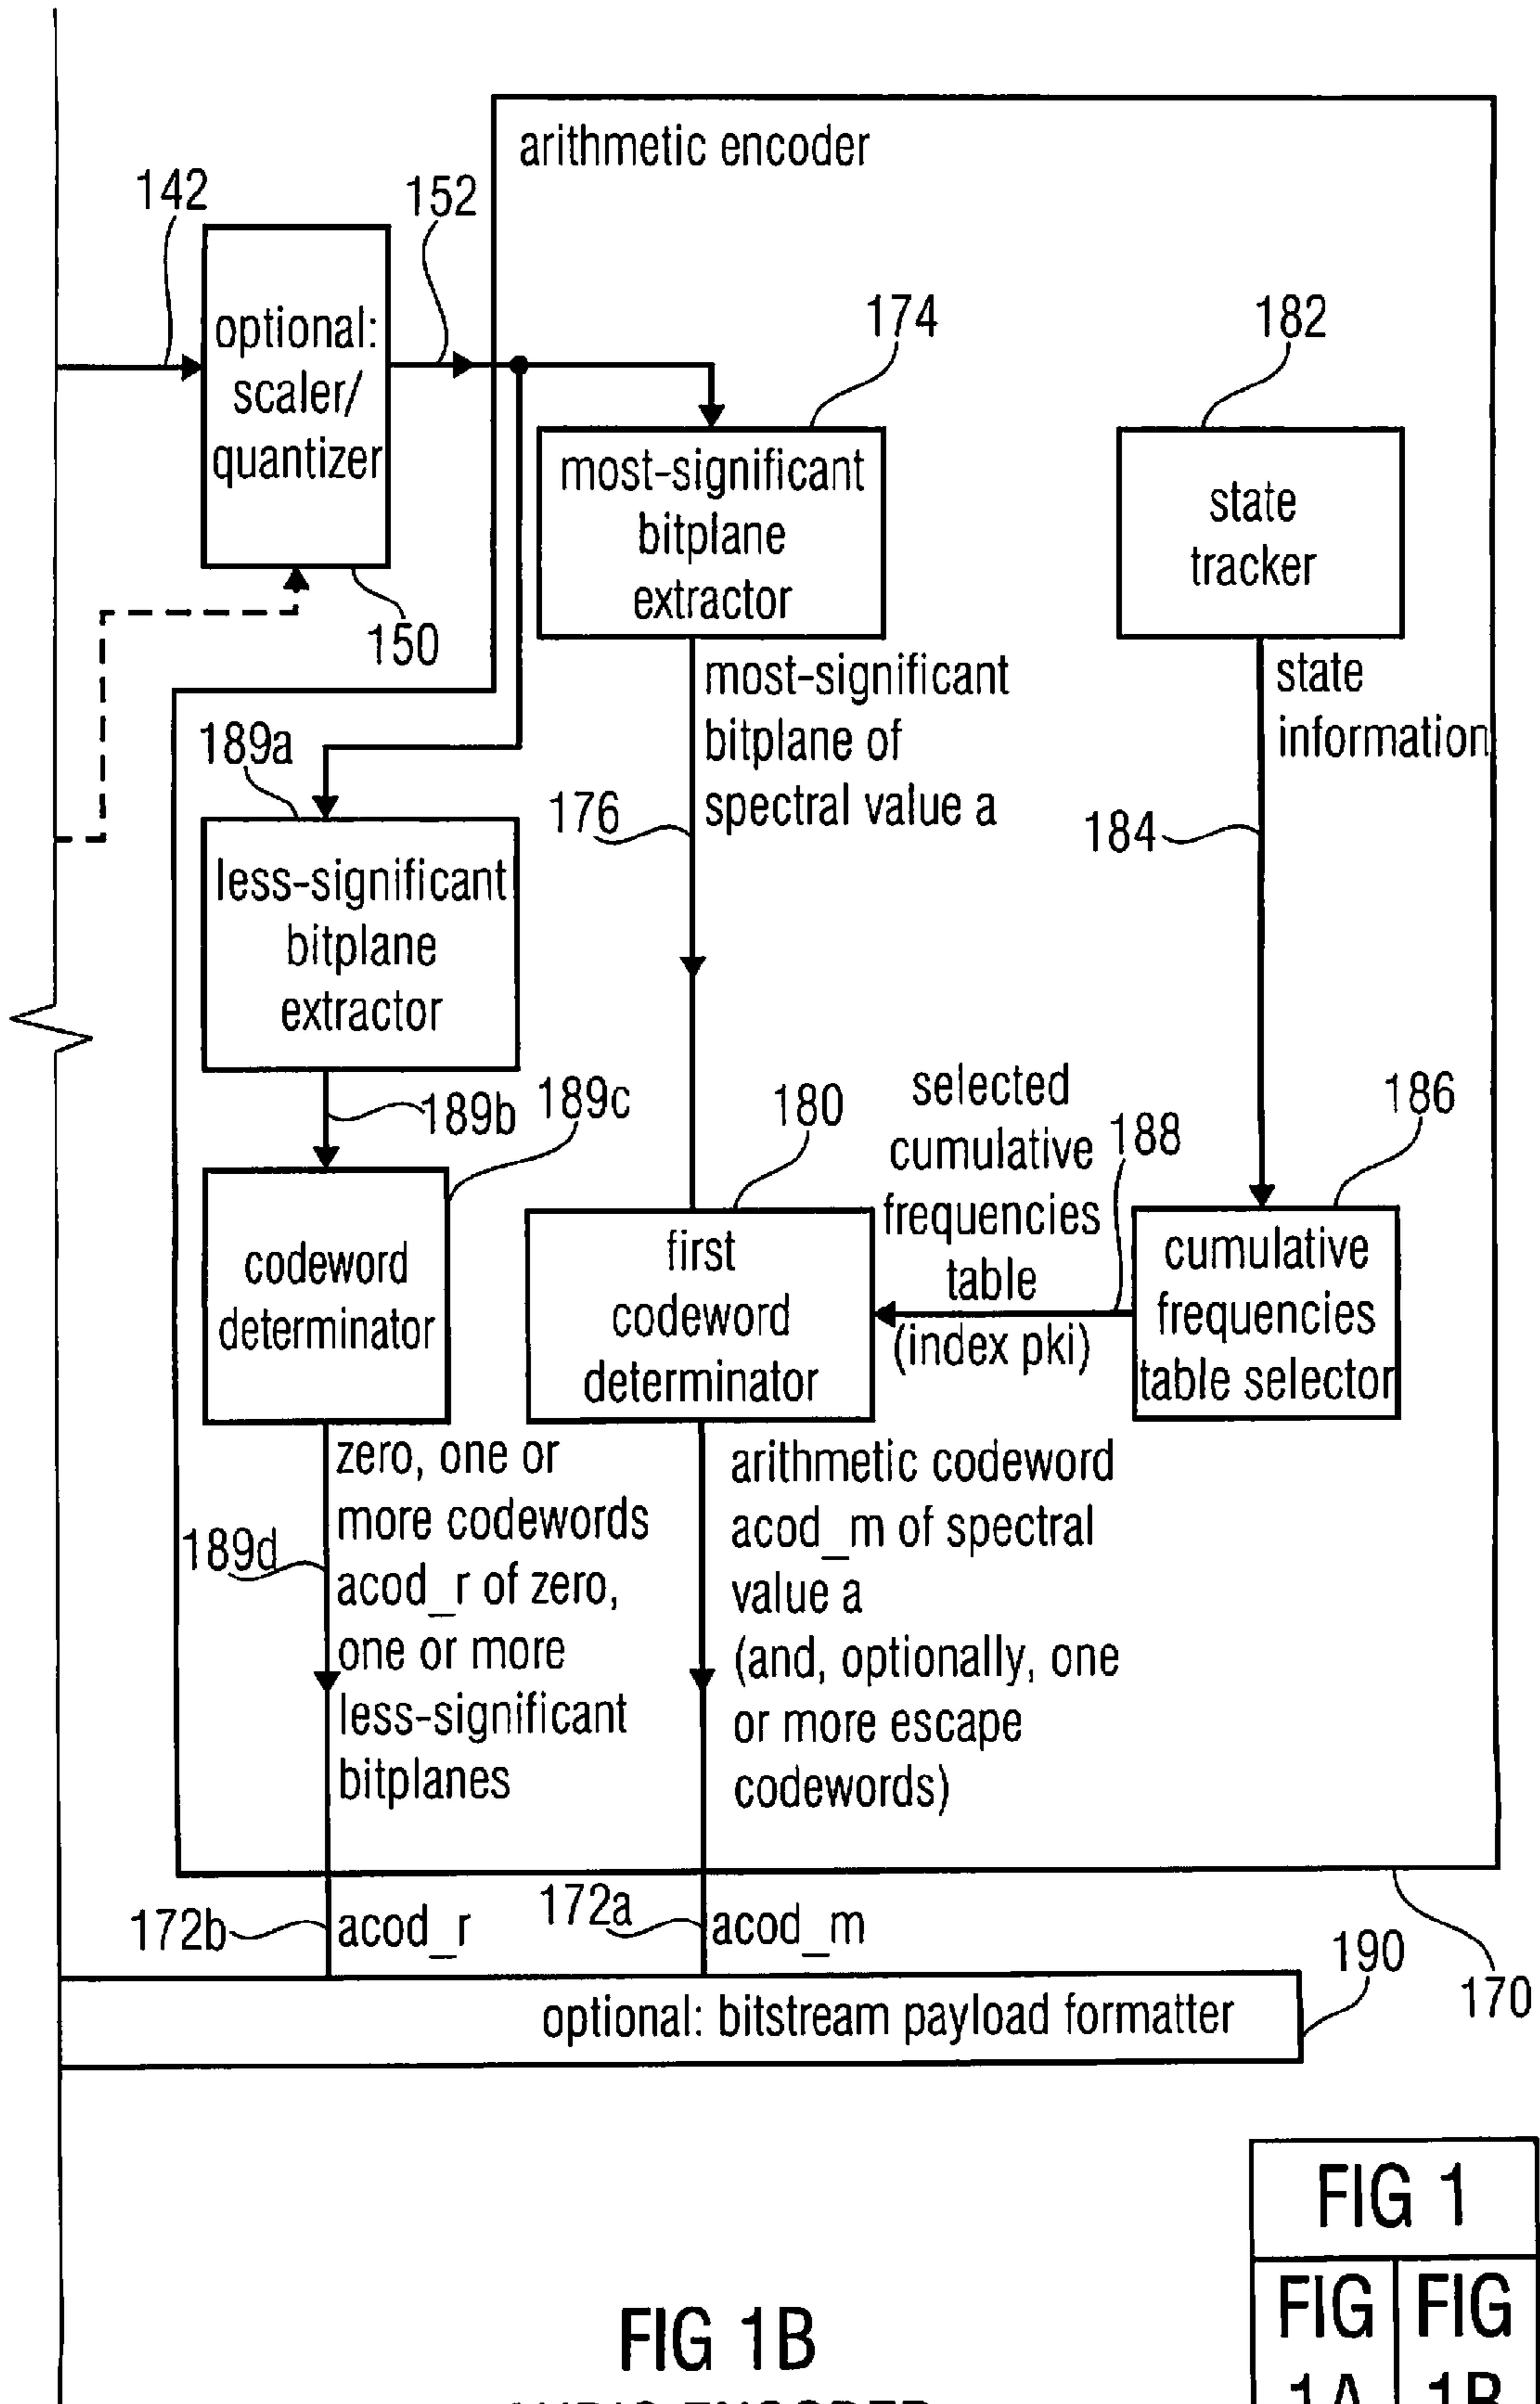 arithmetic encoder
142
152
optional:
scaler/
quantizer
150
174
most-significant
bitplane
extractor
182
state
tracker
most-significant
bitplane of
spectral value a
176
state
information
184
189a
less-significant
bitplane
extractor
189b
189c
codeword
determinator
180
first
codeword
determinator
selected
cumulative
frequencies
table
(index pki)
188
186
cumulative
frequencies
table selector
zero, one or
more codewords
acod_r of zero,
one or more
less-significant
bitplanes
189d
arithmetic codeword
acod_m of spectral
value a
(and, optionally, one
or more escape
codewords)
172b
acod_r
172a
acod_m
190
170
optional: bitstream payload formatter
FIG 1
FIG FIG
1A 1B
FIG 1B
AUDIO ENCODER